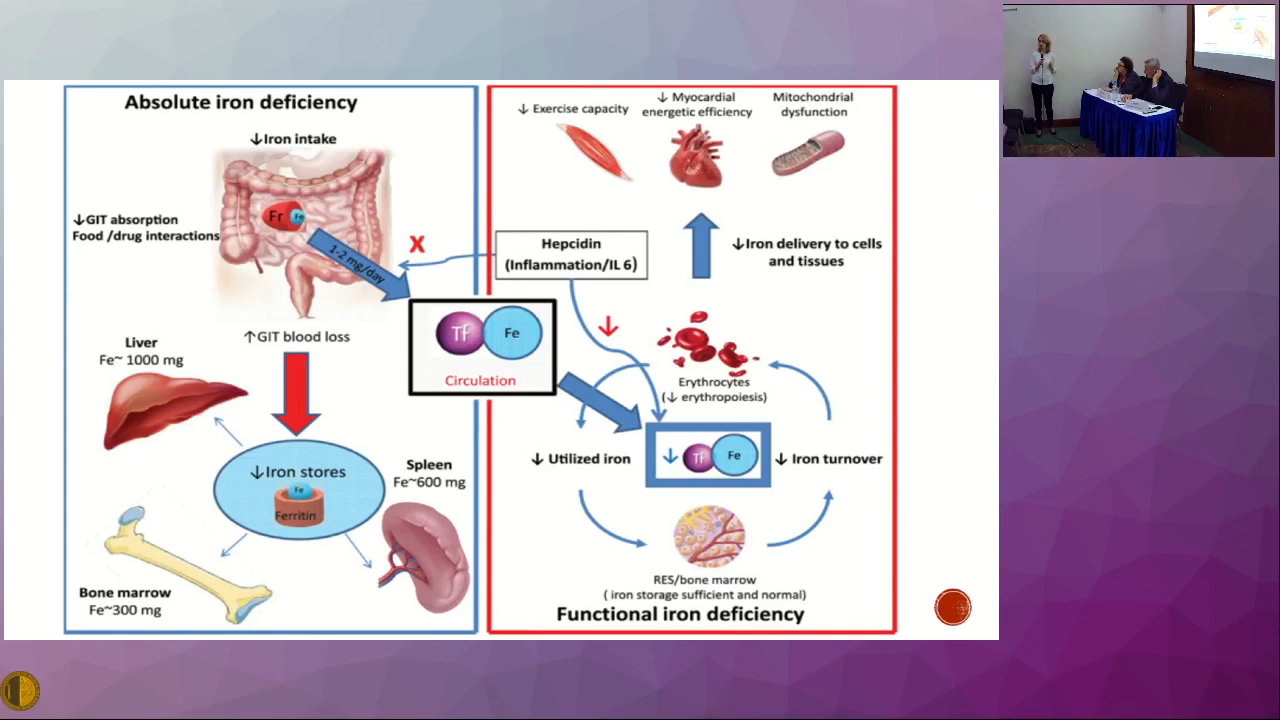 Absolute iron deficiency
↓Iron intake
↓GIT absorption
Food /drug interactions
Fr Fe
1-2 mg/day
X
↑GIT blood loss
Liver
Fe~ 1000 mg
↓Iron stores
Fe
Ferritin
Spleen
Fe~600 mg
Bone marrow
Fe~300 mg
Tf Fe
Circulation
↓ Exercise capacity
↓ Myocardial
energetic efficiency
Mitochondrial
dysfunction
Hepcidin
(Inflammation/IL 6)
↓Iron delivery to cells
and tissues
↓
Erythrocytes
(↓ erythropoiesis)
↓ Utilized iron
↓ Tf Fe
↓ Iron turnover
RES/bone marrow
( iron storage sufficient and normal)
Functional iron deficiency